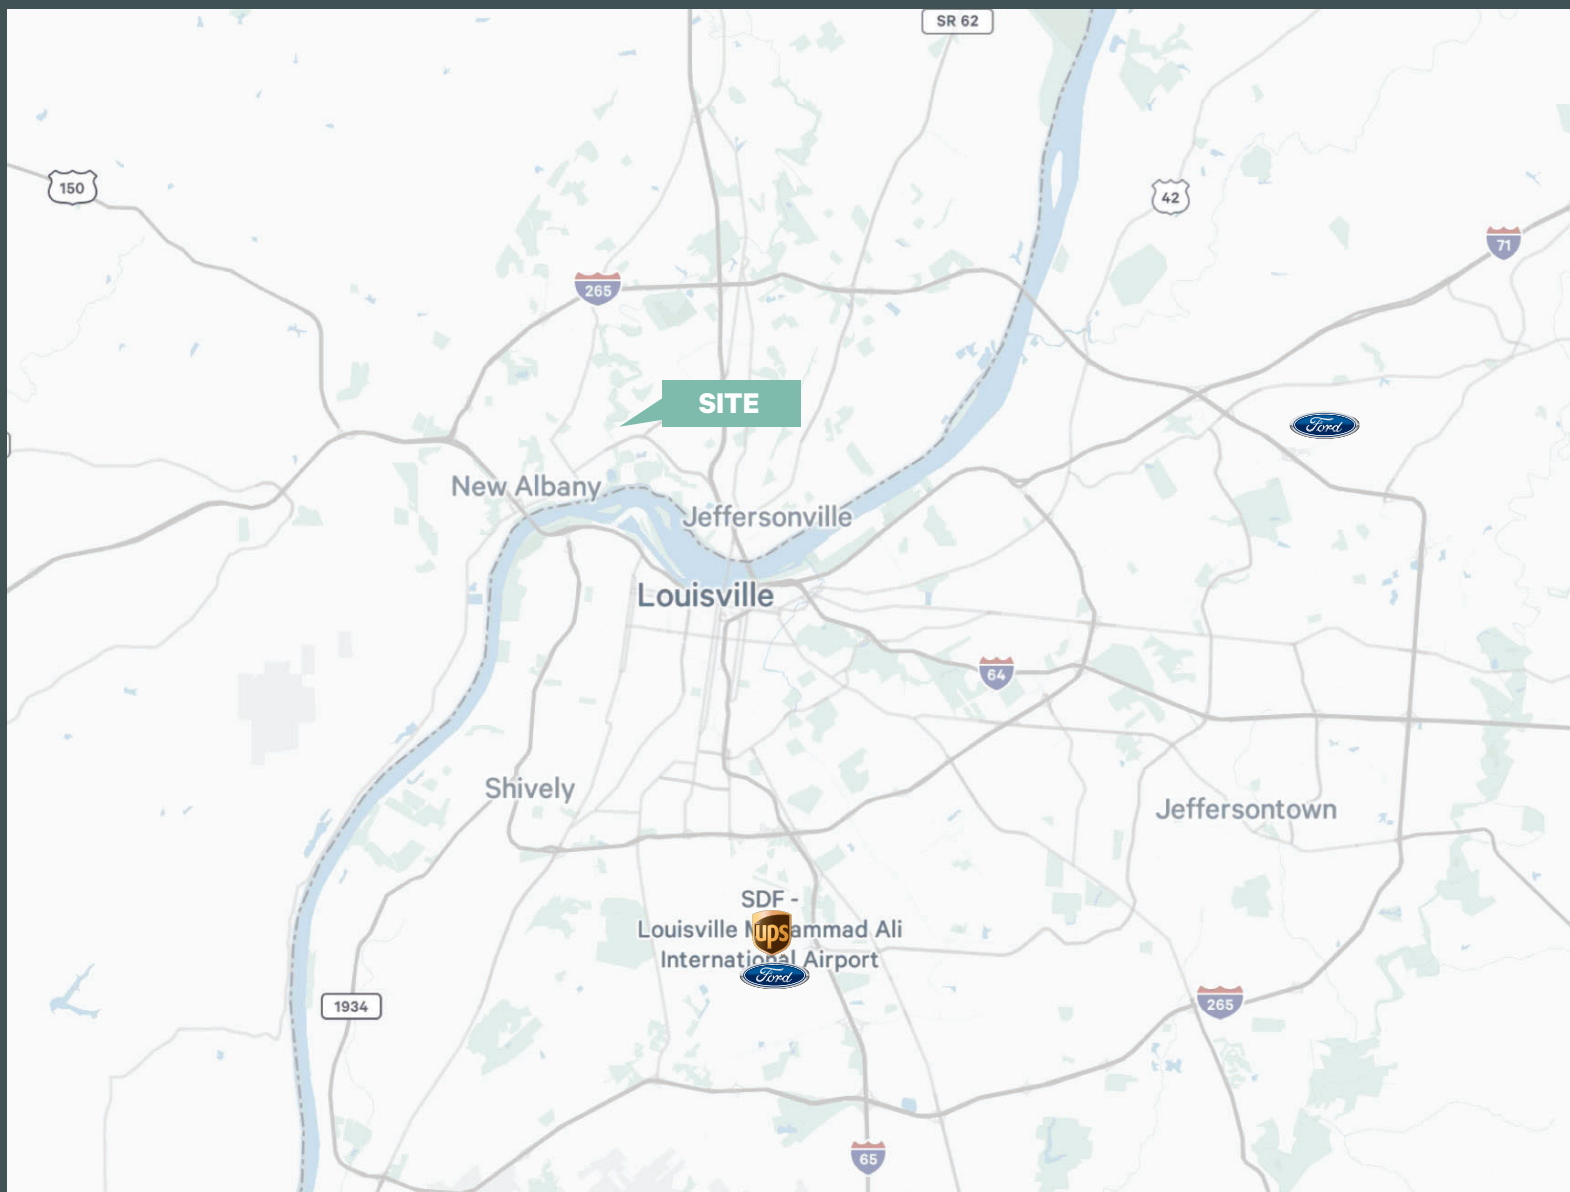 SR 62
150
42
71
265
SITE
Ford
New Albany
Jeffersonville
Louisville
64
Shively
Jeffersontown
SDF -
Louisville M ammad Ali
ups
International Airport
Ford
1934
265
65